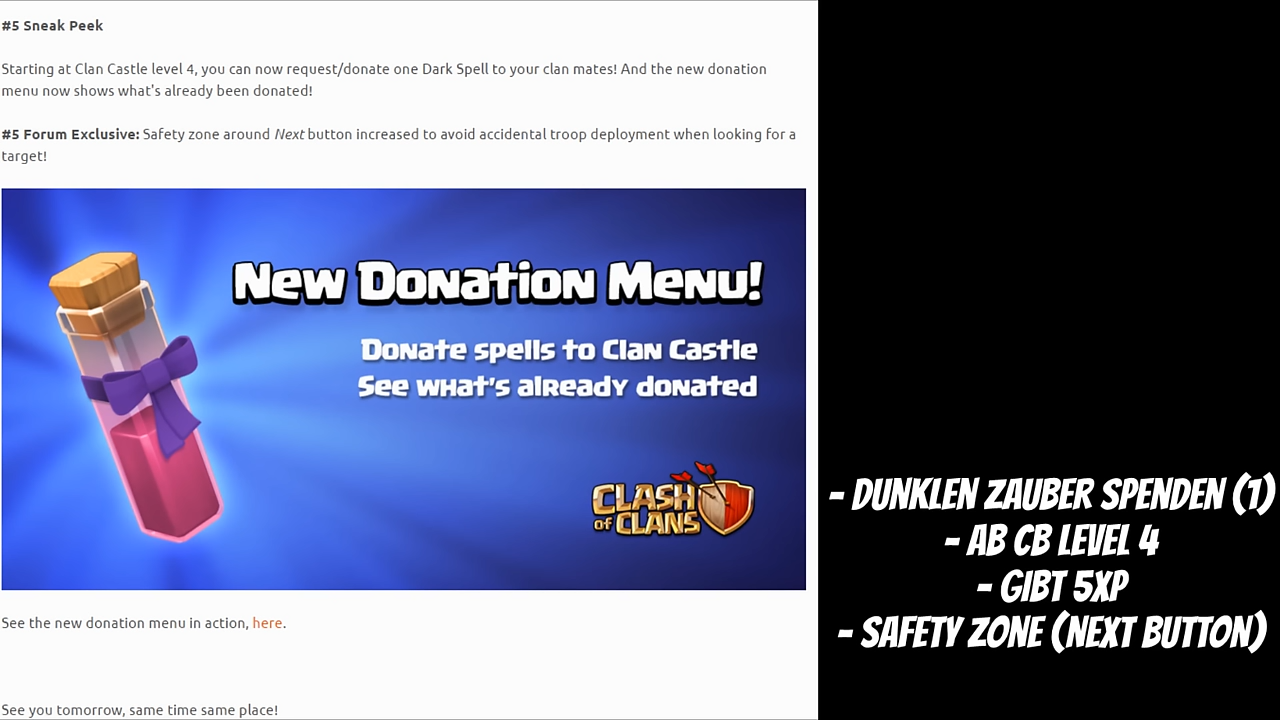 #5 Sneak Peek
Starting at Clan Castle level 4, you can now request/donate one Dark Spell to your clan mates! And the new donation
menu now shows what's already been donated!
#5 Forum Exclusive: Safety zone around Next button increased to avoid accidental troop deployment when looking for a
target!
New Donation Menu!
Donate spells to Clan Castle
See what's already donated
CLASH
of CLANS
See the new donation menu in action, here.
See you tomorrow, same time same place!
- DUNKLEN ZAUBER SPENDEN (1)
- AB CB LEVEL 4
- GIBT 5XP
- SAFETY ZONE (NEXT BUTTON)